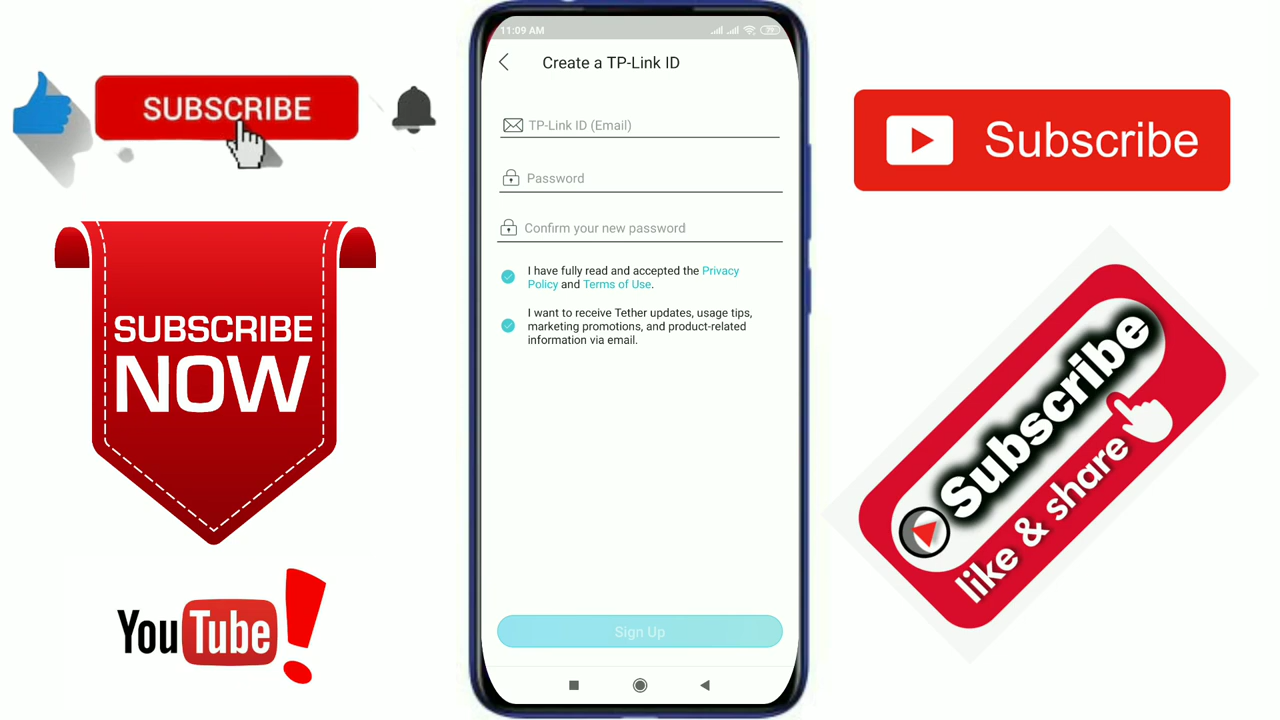 SUBSCRIBE
SUBSCRIBE
NOW
YouTube
11:09 AM
Create a TP-Link ID
TP-Link ID (Email)
Password
Confirm your new password
I have fully read and accepted the Privacy
Policy and Terms of Use.
I want to receive Tether updates, usage tips,
marketing promotions, and product-related
information via email.
Sign Up
Subscribe
Subscribe
like & share